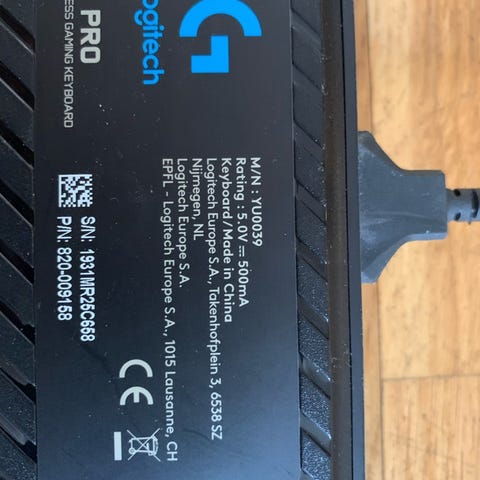 G
logitech
PRO
ESS GAMING KEYBOARD
M/N : YU0039
Rating : 5.0V ⎓ 500mA
Keyboard / Made in China
Logitech Europe S.A., Takenhofplein 3, 6538 SZ
Nijmegen, NL
Logitech Europe S.A.
EPFL - Logitech Europe S.A., 1015 Lausanne, CH
S/N: 1931MR25C658
P/N: 820-009158
CE